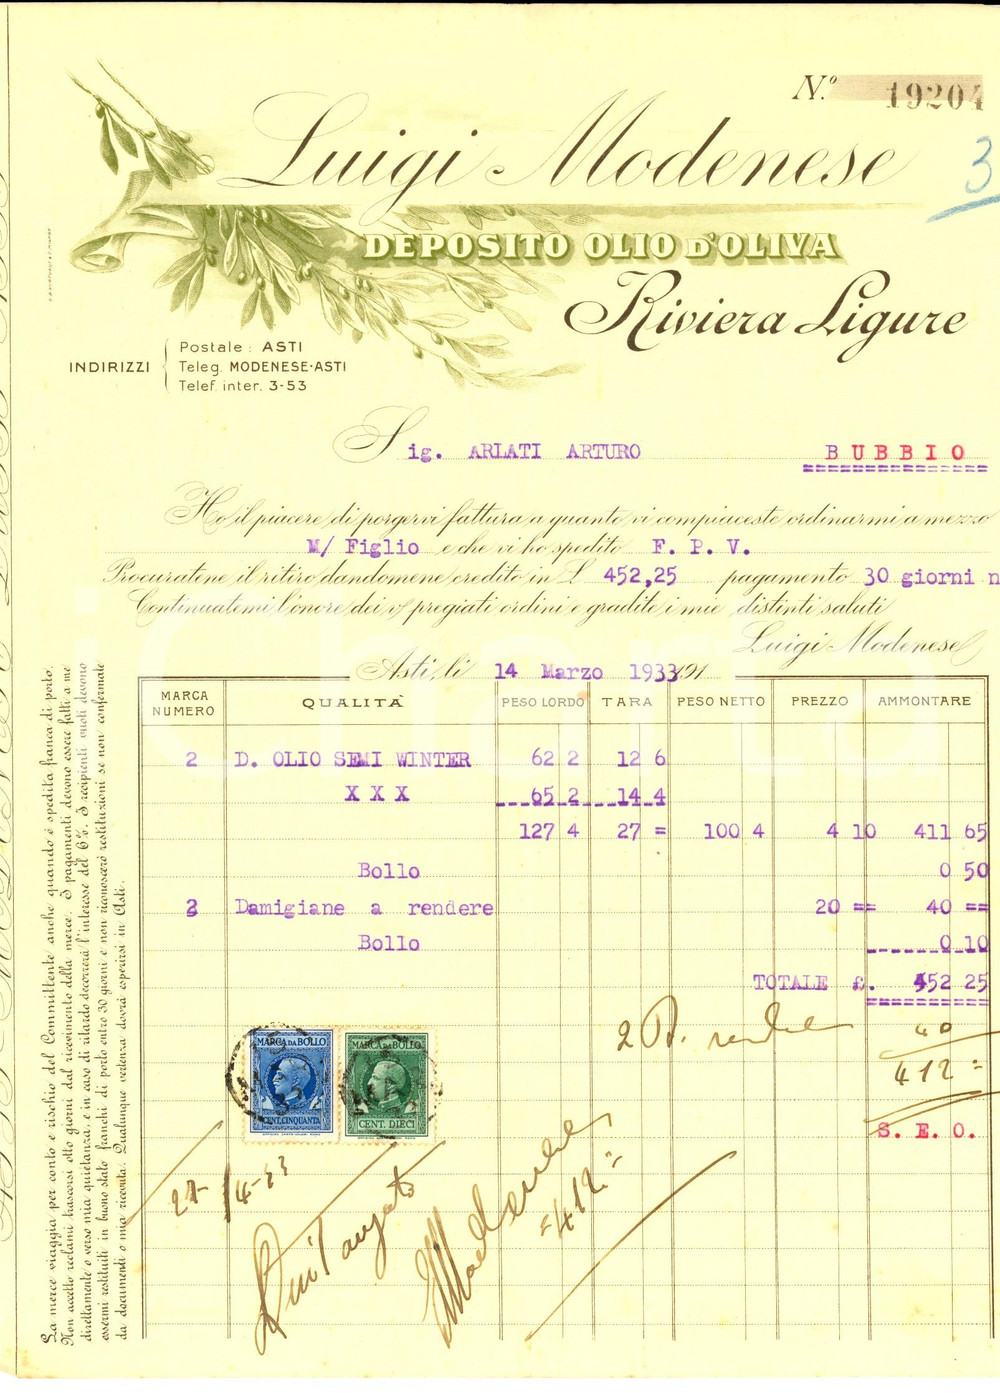 N.º 19204
3
Luigi Modenese
DEPOSITO OLIO D'OLIVA
Riviera Ligure
INDIRIZZI
Postale: ASTI
Teleg. MODENESE-ASTI
Telef. inter. 3-53
Sig. ARLATI ARTURO BUBBIO
Ho il piacere di porgervi fattura a quanto vi compiaceste ordinarmi a mezzo
M/ Figlio e che vi ho spedito F. P. V.
Procuratene il ritiro dandomene credito in £ 452,25 pagamento 30 giorni n
Continuatemi l'onore dei v/ pregiati ordini e gradite i mie distinti saluti
Luigi Modenese
Asti, li 14 Marzo 1933 191
MARCA NUMERO QUALITÀ PESO LORDO TARA PESO NETTO PREZZO AMMONTARE
2 D. OLIO SEMI WINTER 62 2 12 6
X X X 65 2 14 4
127 4 27 = 100 4 4 10 411 65
Bollo 0 50
2 Damigiane a rendere 20 == 40 ==
Bollo 0 10
TOTALE £. 452 25
2 D. rendere 40
412 =
S. E. O.
MARCA DA BOLLO MARCA DA BOLLO
CENT. CINQUANTA CENT. DIECI
21-/4-33
Quitanzato
Modenese
=412=
La merce viaggia per conto e rischio del Committente anche quando è spedita franca di porto.
Non accetto reclami trascorsi otto giorni dal ricevimento della merce. I pagamenti devono essere fatti a me
direttamente o verso mia quietanza, e in caso di ritardo decorrerà l'interesse del 6%. I recipienti vuoti devono
essermi restituiti in buono stato franchi di porto entro 30 giorni e non riconoscerò restituzioni se non confermate
da documenti o mia ricevuta. Qualunque vertenza dovrà esperirsi in Asti.